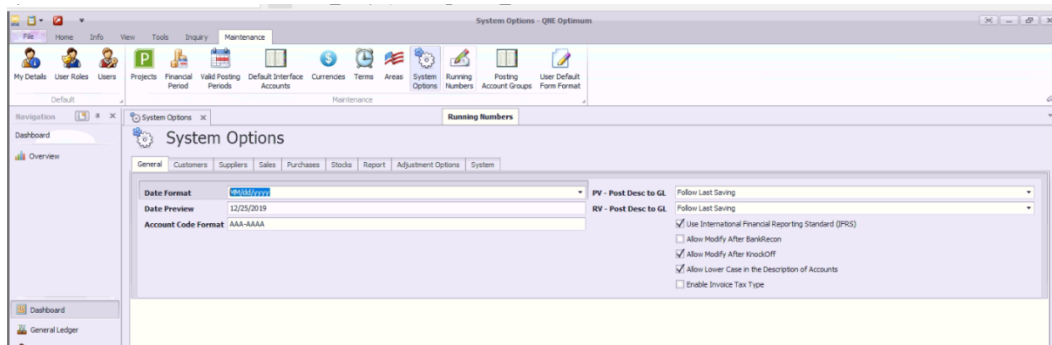 System Options - QNE Optimum
File Home Info View Tools Inquiry Maintenance
My Details User Roles Users Projects Financial Period Valid Posting Periods Default Interface Accounts Currencies Terms Areas System Options Running Numbers Posting Account Groups User Default Form Format
Default Maintenance
Navigation System Options Running Numbers
Dashboard
System Options
Overview
General Customers Suppliers Sales Purchases Stocks Report Adjustment Options System
Date Format MM/dd/yyyy PV - Post Desc to GL Follow Last Saving
Date Preview 12/25/2019 RV - Post Desc to GL Follow Last Saving
Account Code Format AAA-AAAA Use International Financial Reporting Standard (IFRS)
Allow Modify After BankRecon
Allow Modify After KnockOff
Allow Lower Case in the Description of Accounts
Enable Invoice Tax Type
Dashboard
General Ledger